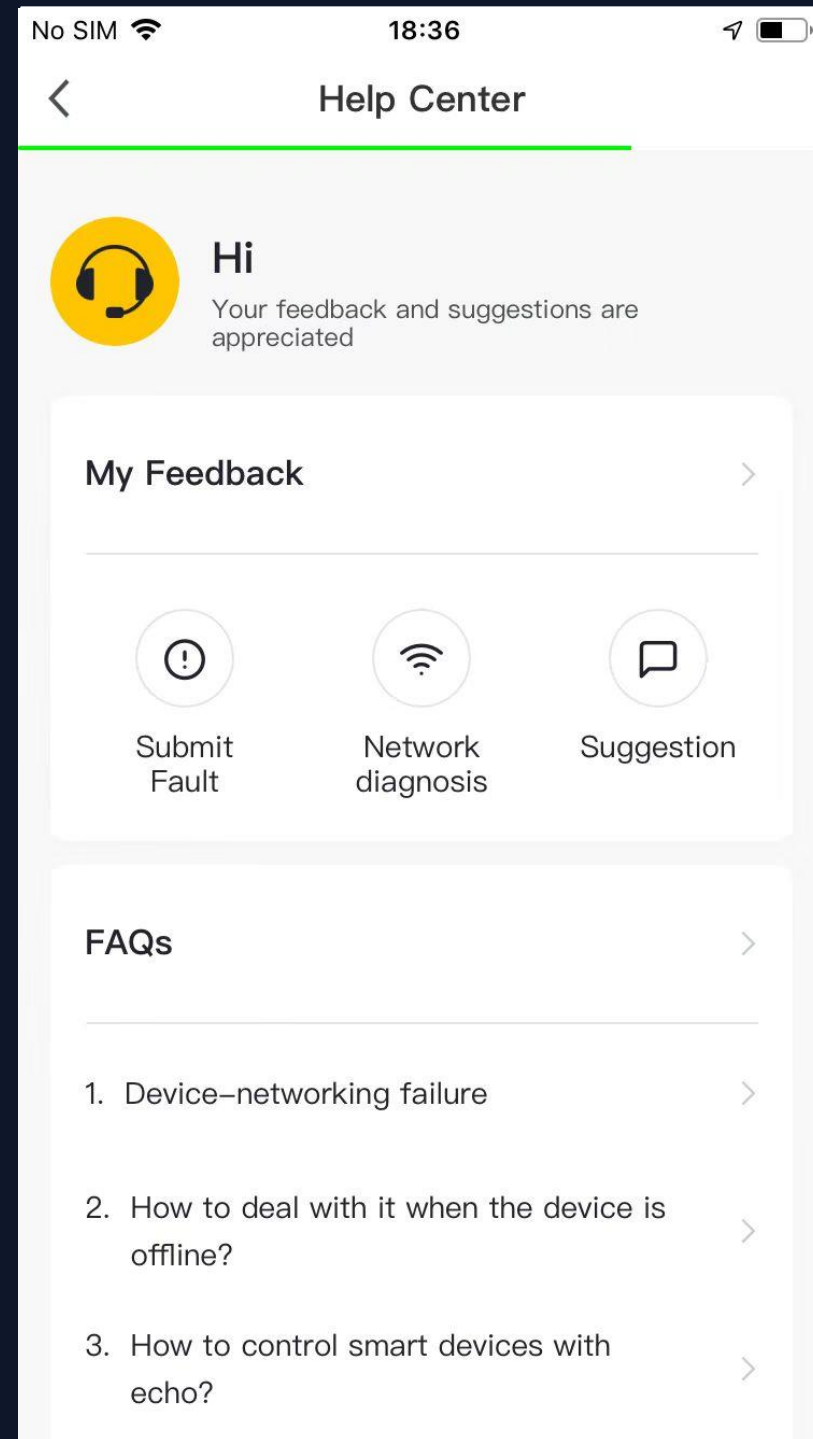 No SIM 18:36
Help Center
Hi
Your feedback and suggestions are
appreciated
My Feedback
Submit
Fault
Network
diagnosis
Suggestion
FAQs
1. Device-networking failure
2. How to deal with it when the device is
offline?
3. How to control smart devices with
echo?